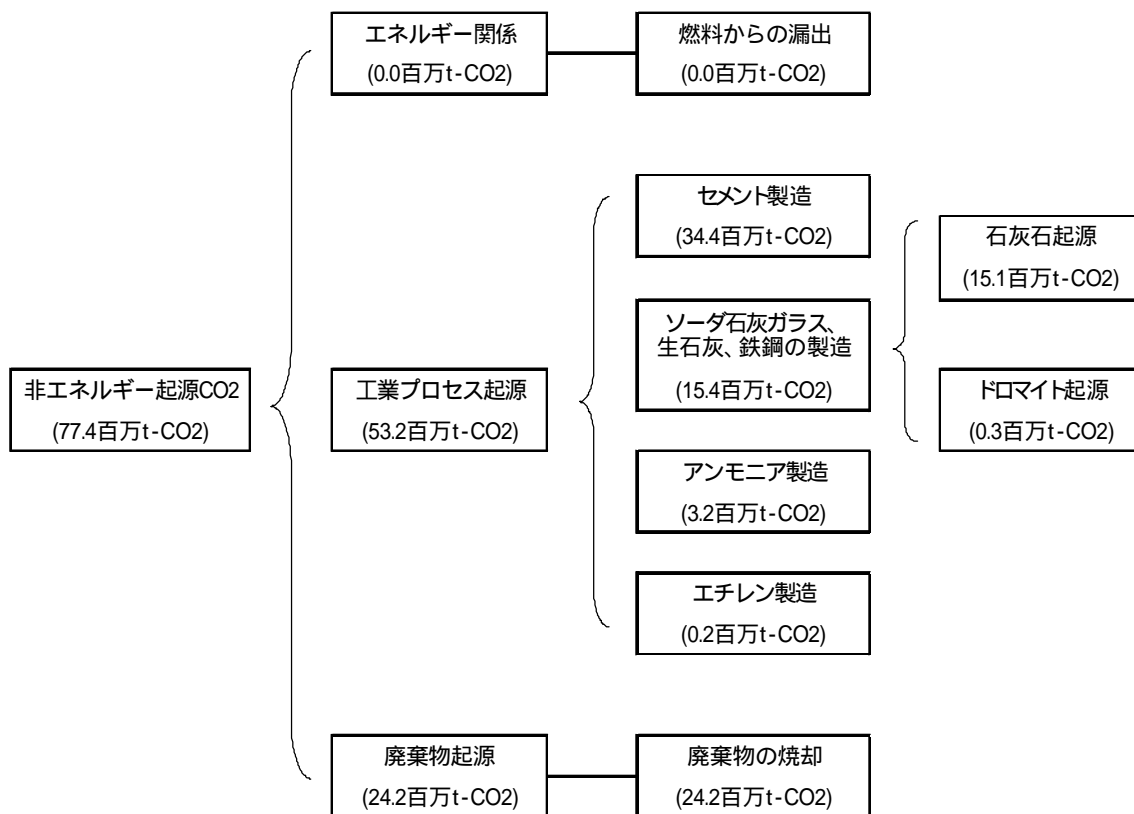 エネルギー関係
(0.0百万t-CO2)
燃料からの漏出
(0.0百万t-CO2)
セメント製造
(34.4百万t-CO2)
石灰石起源
(15.1百万t-CO2)
ソーダ石灰ガラス、
生石灰、鉄鋼の製造
(15.4百万t-CO2)
非エネルギー起源CO2
(77.4百万t-CO2)
工業プロセス起源
(53.2百万t-CO2)
ドロマイト起源
(0.3百万t-CO2)
アンモニア製造
(3.2百万t-CO2)
エチレン製造
(0.2百万t-CO2)
廃棄物起源
(24.2百万t-CO2)
廃棄物の焼却
(24.2百万t-CO2)